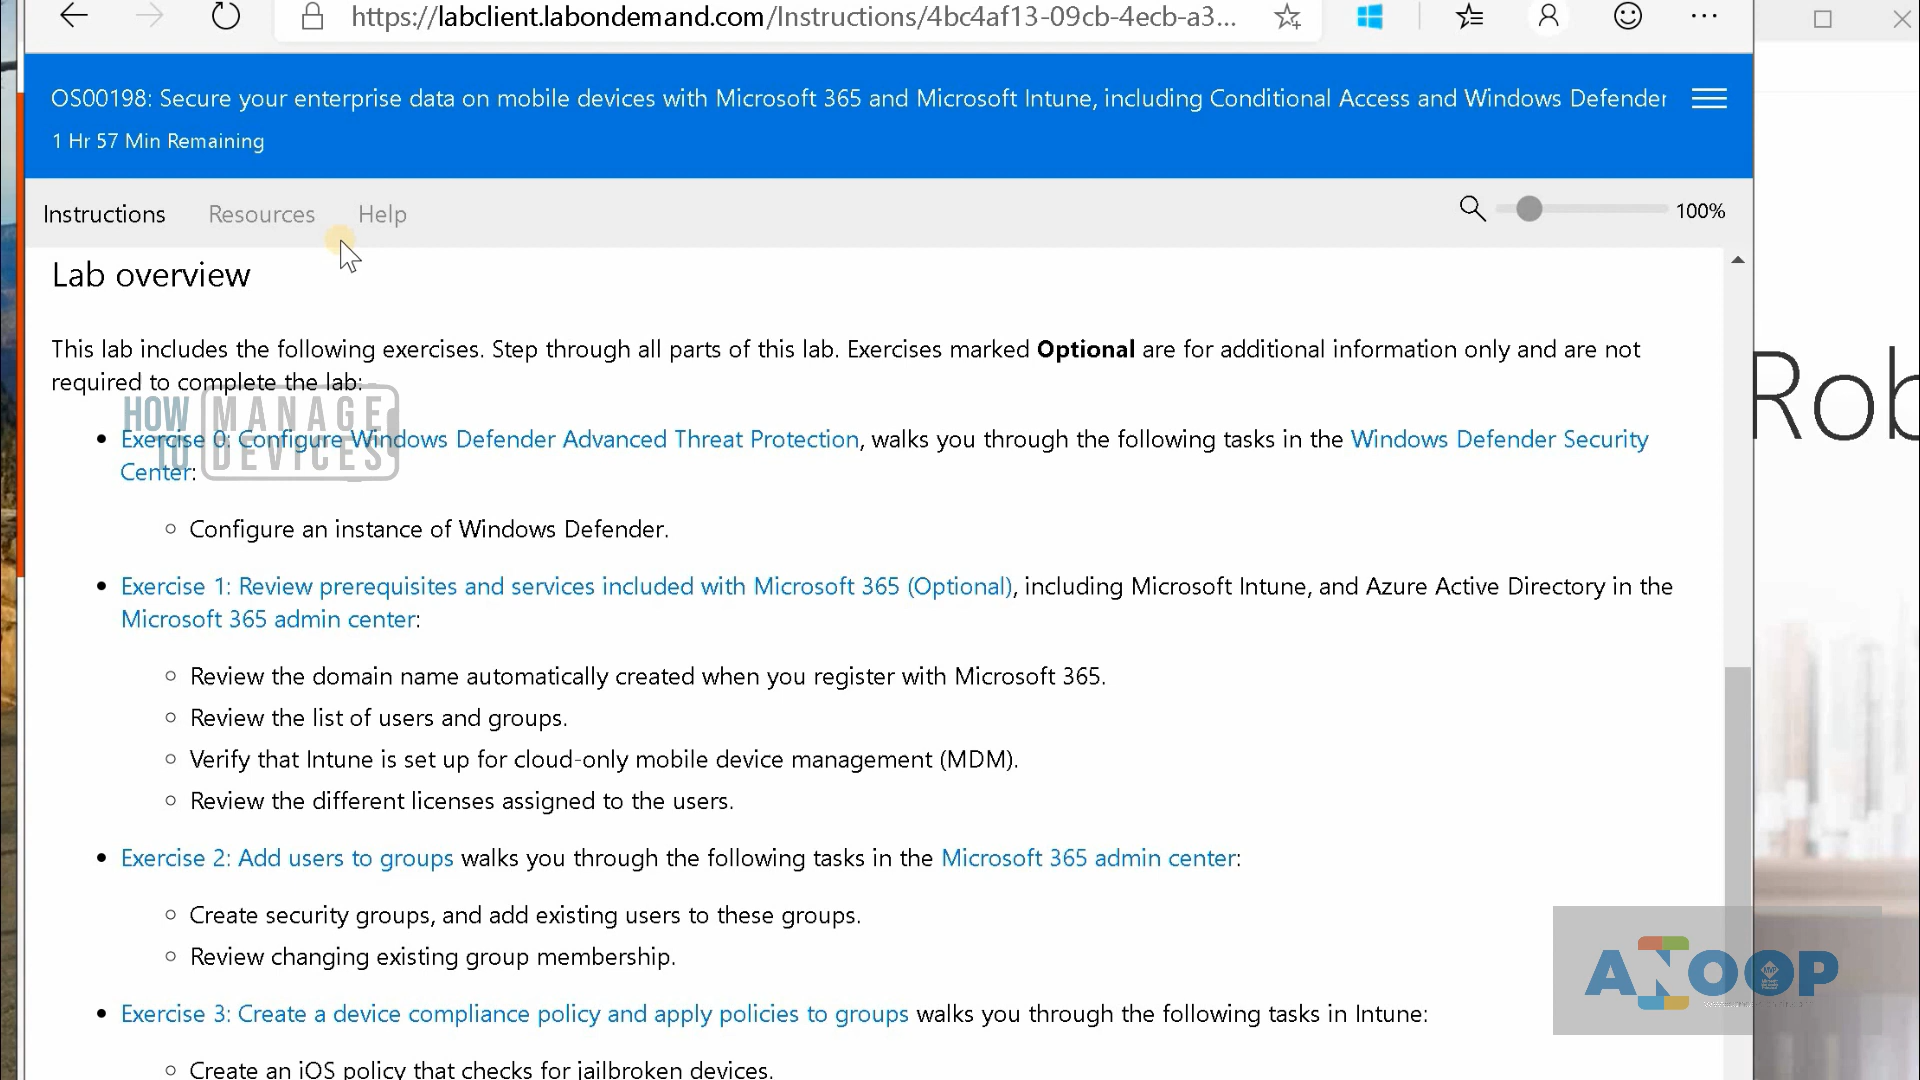 https://labclient.labondemand.com/Instructions/4bc4af13-09cb-4ecb-a3...
OS00198: Secure your enterprise data on mobile devices with Microsoft 365 and Microsoft Intune, including Conditional Access and Windows Defender
1 Hr 57 Min Remaining
Instructions Resources Help 100%
Lab overview
This lab includes the following exercises. Step through all parts of this lab. Exercises marked Optional are for additional information only and are not
required to complete the lab:
HOW MANAGE
TO DEVICES
Exercise 0: Configure Windows Defender Advanced Threat Protection, walks you through the following tasks in the Windows Defender Security
Center:
Configure an instance of Windows Defender.
Exercise 1: Review prerequisites and services included with Microsoft 365 (Optional), including Microsoft Intune, and Azure Active Directory in the
Microsoft 365 admin center:
Review the domain name automatically created when you register with Microsoft 365.
Review the list of users and groups.
Verify that Intune is set up for cloud-only mobile device management (MDM).
Review the different licenses assigned to the users.
Exercise 2: Add users to groups walks you through the following tasks in the Microsoft 365 admin center:
Create security groups, and add existing users to these groups.
Review changing existing group membership.
Exercise 3: Create a device compliance policy and apply policies to groups walks you through the following tasks in Intune:
Create an iOS policy that checks for jailbroken devices.
Rob
ANOOP